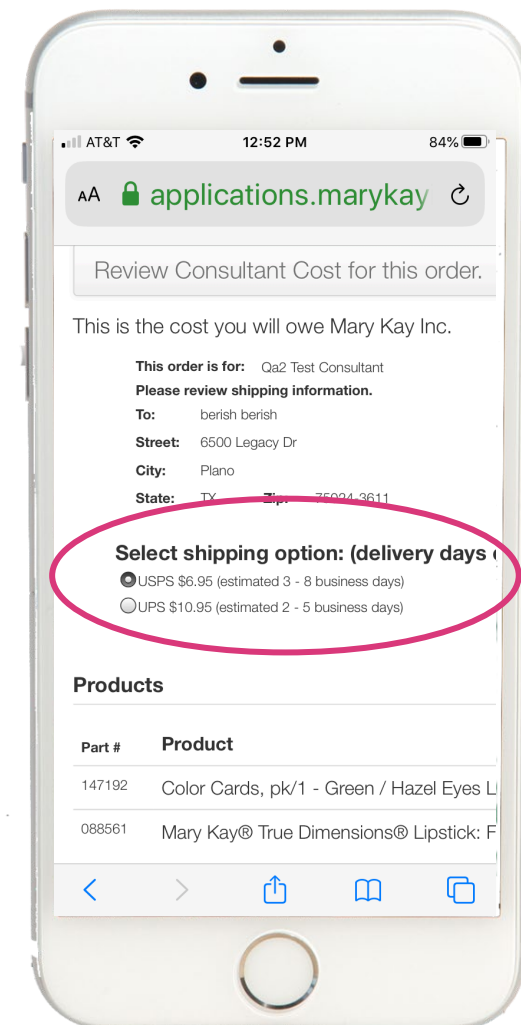 AT&T 12:52 PM 84%
AA applications.marykay
Review Consultant Cost for this order.
This is the cost you will owe Mary Kay Inc.
This order is for: Qa2 Test Consultant
Please review shipping information.
To: berish berish
Street: 6500 Legacy Dr
City: Plano
State: TX Zip: 75024-3611
Select shipping option: (delivery days
USPS $6.95 (estimated 3 - 8 business days)
UPS $10.95 (estimated 2 - 5 business days)
Products
Part # Product
147192 Color Cards, pk/1 - Green / Hazel Eyes L
088561 Mary Kay® True Dimensions® Lipstick: F